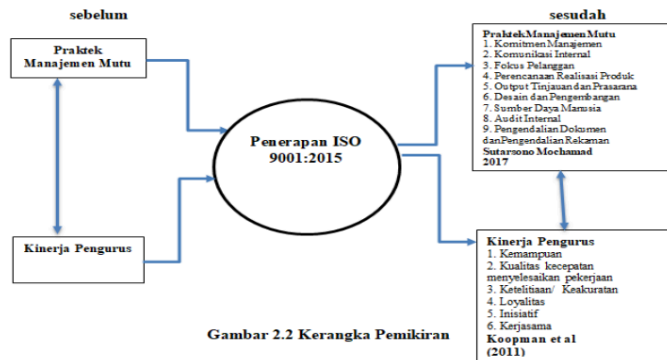 sebelum
sesudah
Praktek
Manajemen Mutu
Penerapan ISO
9001:2015
Kinerja Pengurus
Praktek Manajemen Mutu
1. Komitmen Manajemen
2. Komunikasi Internal
3. Fokus Pelanggan
4. Perencanaan Realisasi Produk
5. Output Tinjauan dan Prasarana
6. Desain dan Pengembangan
7. Sumber Daya Manusia
8. Audit Internal
9. Pengendalian Dokumen
dan Pengendalian Rekaman
Sutarsono Mochamad
2017
Kinerja Pengurus
1. Kemampuan
2. Kualitas kecepatan
menyelesaikan pekerjaan
3. Ketelitiaan/ Keakuratan
4. Loyalitas
5. Inisiatif
6. Kerjasama
Koopman et al
(2011)
Gambar 2.2 Kerangka Pemikiran